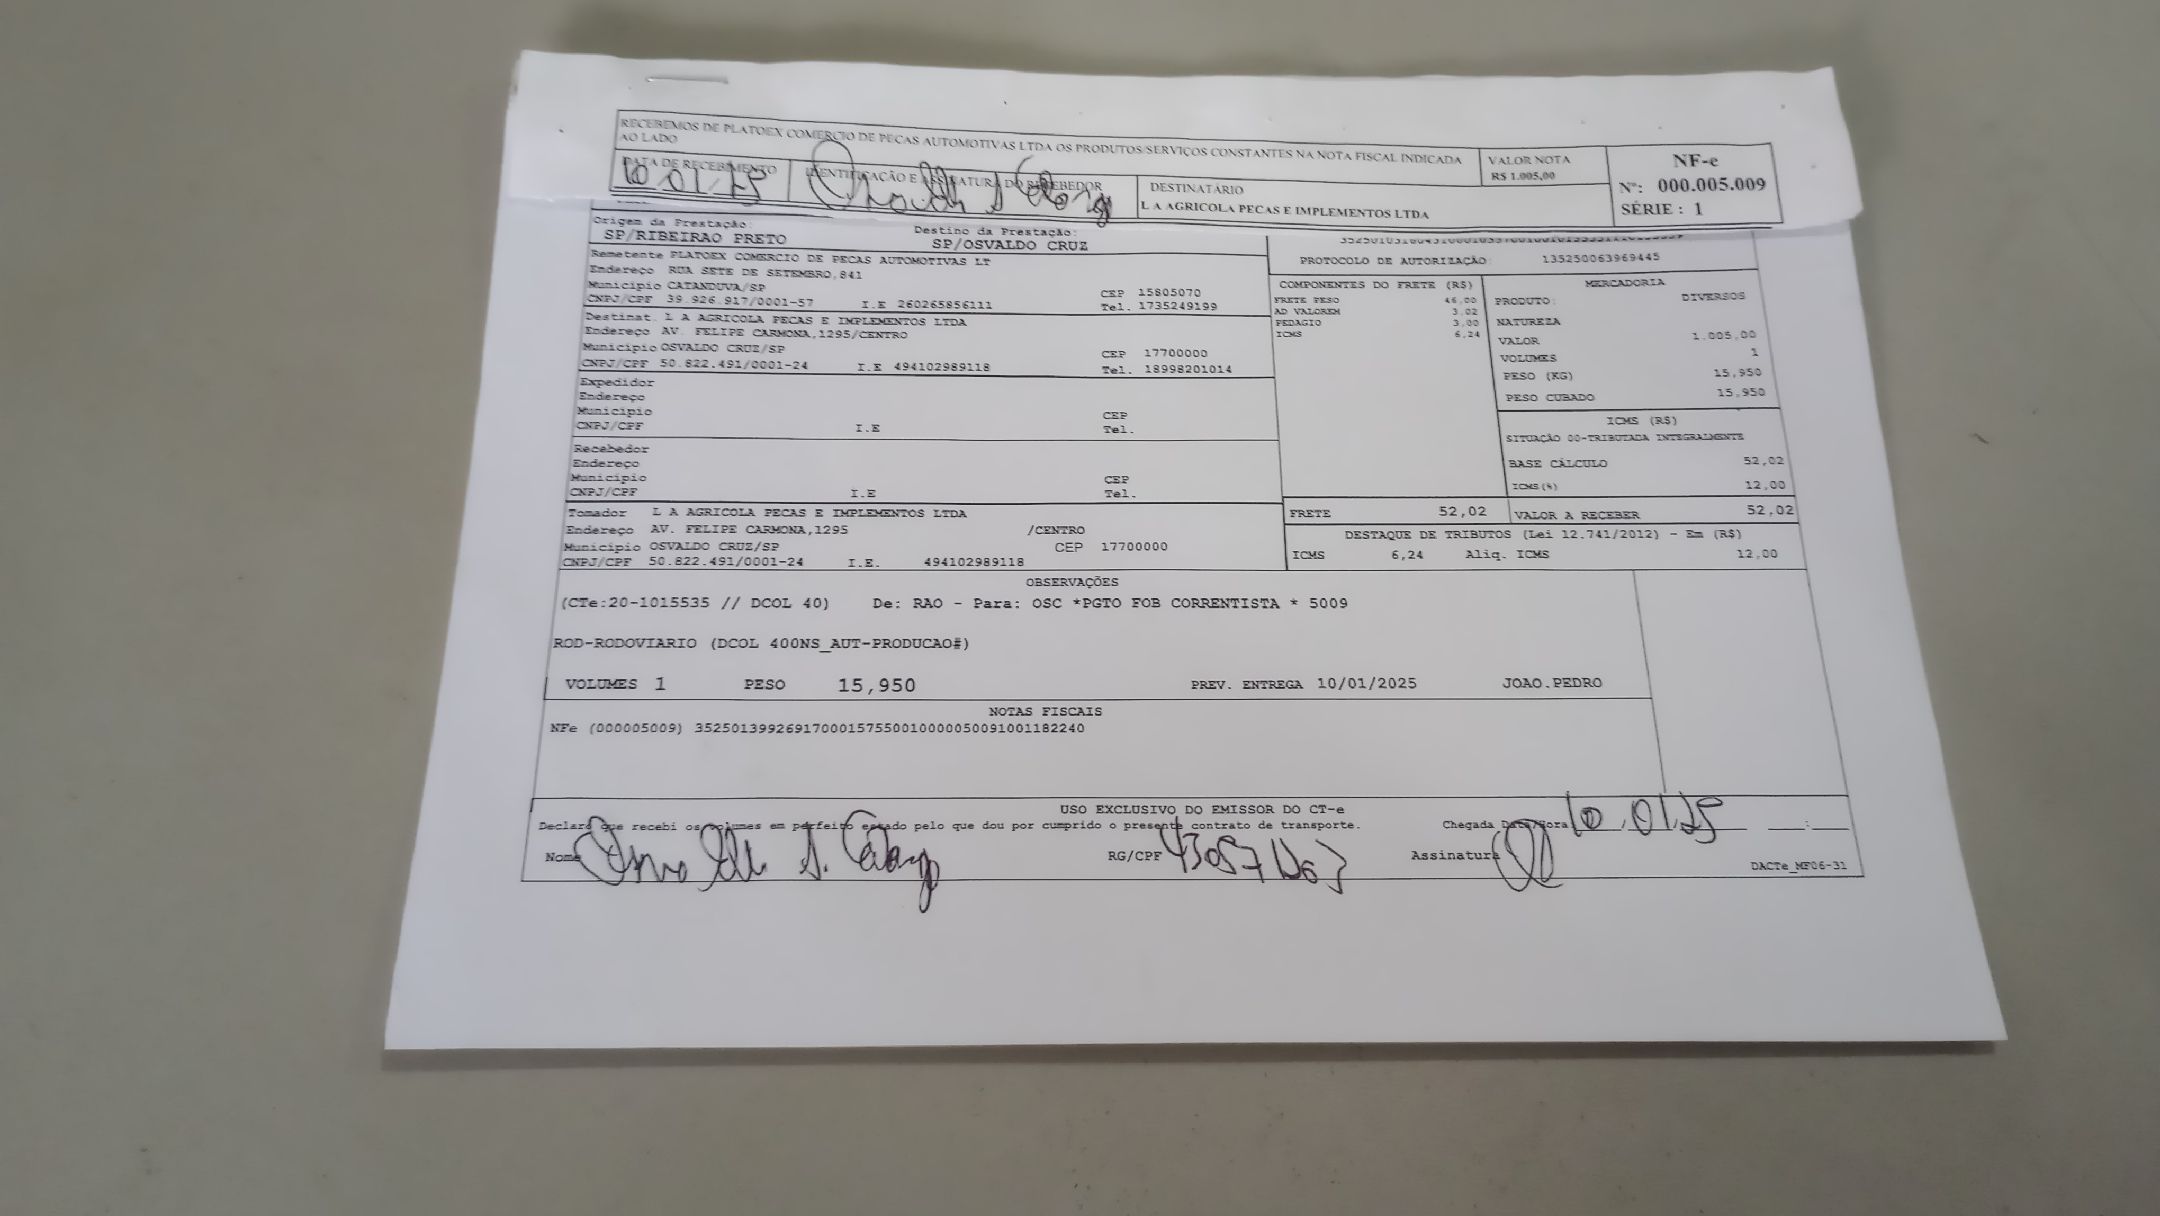 RECEBEMOS DE PLATOEX COMERCIO DE PECAS AUTOMOTIVAS LTDA OS PRODUTOS/SERVIÇOS CONSTANTES NA NOTA FISCAL INDICADA
AO LADO
VALOR NOTA
R$ 1.005,00
NF-e
Nº: 000.005.009
SÉRIE : 1
DATA DE RECEBIMENTO
10 01 25
IDENTIFICAÇÃO E ASSINATURA DO RECEBEDOR
DESTINATÁRIO
L A AGRICOLA PECAS E IMPLEMENTOS LTDA
Origem da Prestação:
SP/RIBEIRAO PRETO
Destino da Prestação:
SP/OSVALDO CRUZ
PROTOCOLO DE AUTORIZAÇÃO: 135250063969445
Remetente PLATOEX COMERCIO DE PECAS AUTOMOTIVAS LT
Endereço RUA SETE DE SETEMBRO,841
Município CATANDUVA/SP CEP 15805070
CNPJ/CPF 39.926.917/0001-57 I.E 260265856111 Tel. 1735249199
Destinat. L A AGRICOLA PECAS E IMPLEMENTOS LTDA
Endereço AV. FELIPE CARMONA,1295/CENTRO
Município OSVALDO CRUZ/SP CEP 17700000
CNPJ/CPF 50.822.491/0001-24 I.E 494102989118 Tel. 18998201014
Expedidor
Endereço
Município CEP
CNPJ/CPF I.E Tel.
Recebedor
Endereço
Município CEP
CNPJ/CPF I.E Tel.
Tomador L A AGRICOLA PECAS E IMPLEMENTOS LTDA
Endereço AV. FELIPE CARMONA,1295 /CENTRO
Município OSVALDO CRUZ/SP CEP 17700000
CNPJ/CPF 50.822.491/0001-24 I.E. 494102989118
COMPONENTES DO FRETE (R$)
FRETE PESO 46,00
AD VALOREM 3,02
PEDAGIO 3,00
ICMS 6,24
MERCADORIA
PRODUTO: DIVERSOS
NATUREZA
VALOR 1.005,00
VOLUMES 1
PESO (KG) 15,950
PESO CUBADO 15,950
ICMS (R$)
SITUAÇÃO 00-TRIBUTADA INTEGRALMENTE
BASE CÁLCULO 52,02
ICMS(%) 12,00
FRETE 52,02 VALOR A RECEBER 52,02
DESTAQUE DE TRIBUTOS (Lei 12.741/2012) - Em (R$)
ICMS 6,24 Aliq. ICMS 12,00
OBSERVAÇÕES
(CTe:20-1015535 // DCOL 40) De: RAO - Para: OSC *PGTO FOB CORRENTISTA * 5009
ROD-RODOVIARIO (DCOL 400NS_AUT-PRODUCAO#)
VOLUMES 1 PESO 15,950 PREV. ENTREGA 10/01/2025 JOAO.PEDRO
NOTAS FISCAIS
NFe (000005009) 35250139926917000157550010000050091001182240
USO EXCLUSIVO DO EMISSOR DO CT-e
Declaro que recebi os volumes em perfeito estado pelo que dou por cumprido o presente contrato de transporte. Chegada Data/Hora 10 01 25
Nome RG/CPF Assinatura
DACTe_MF06-31